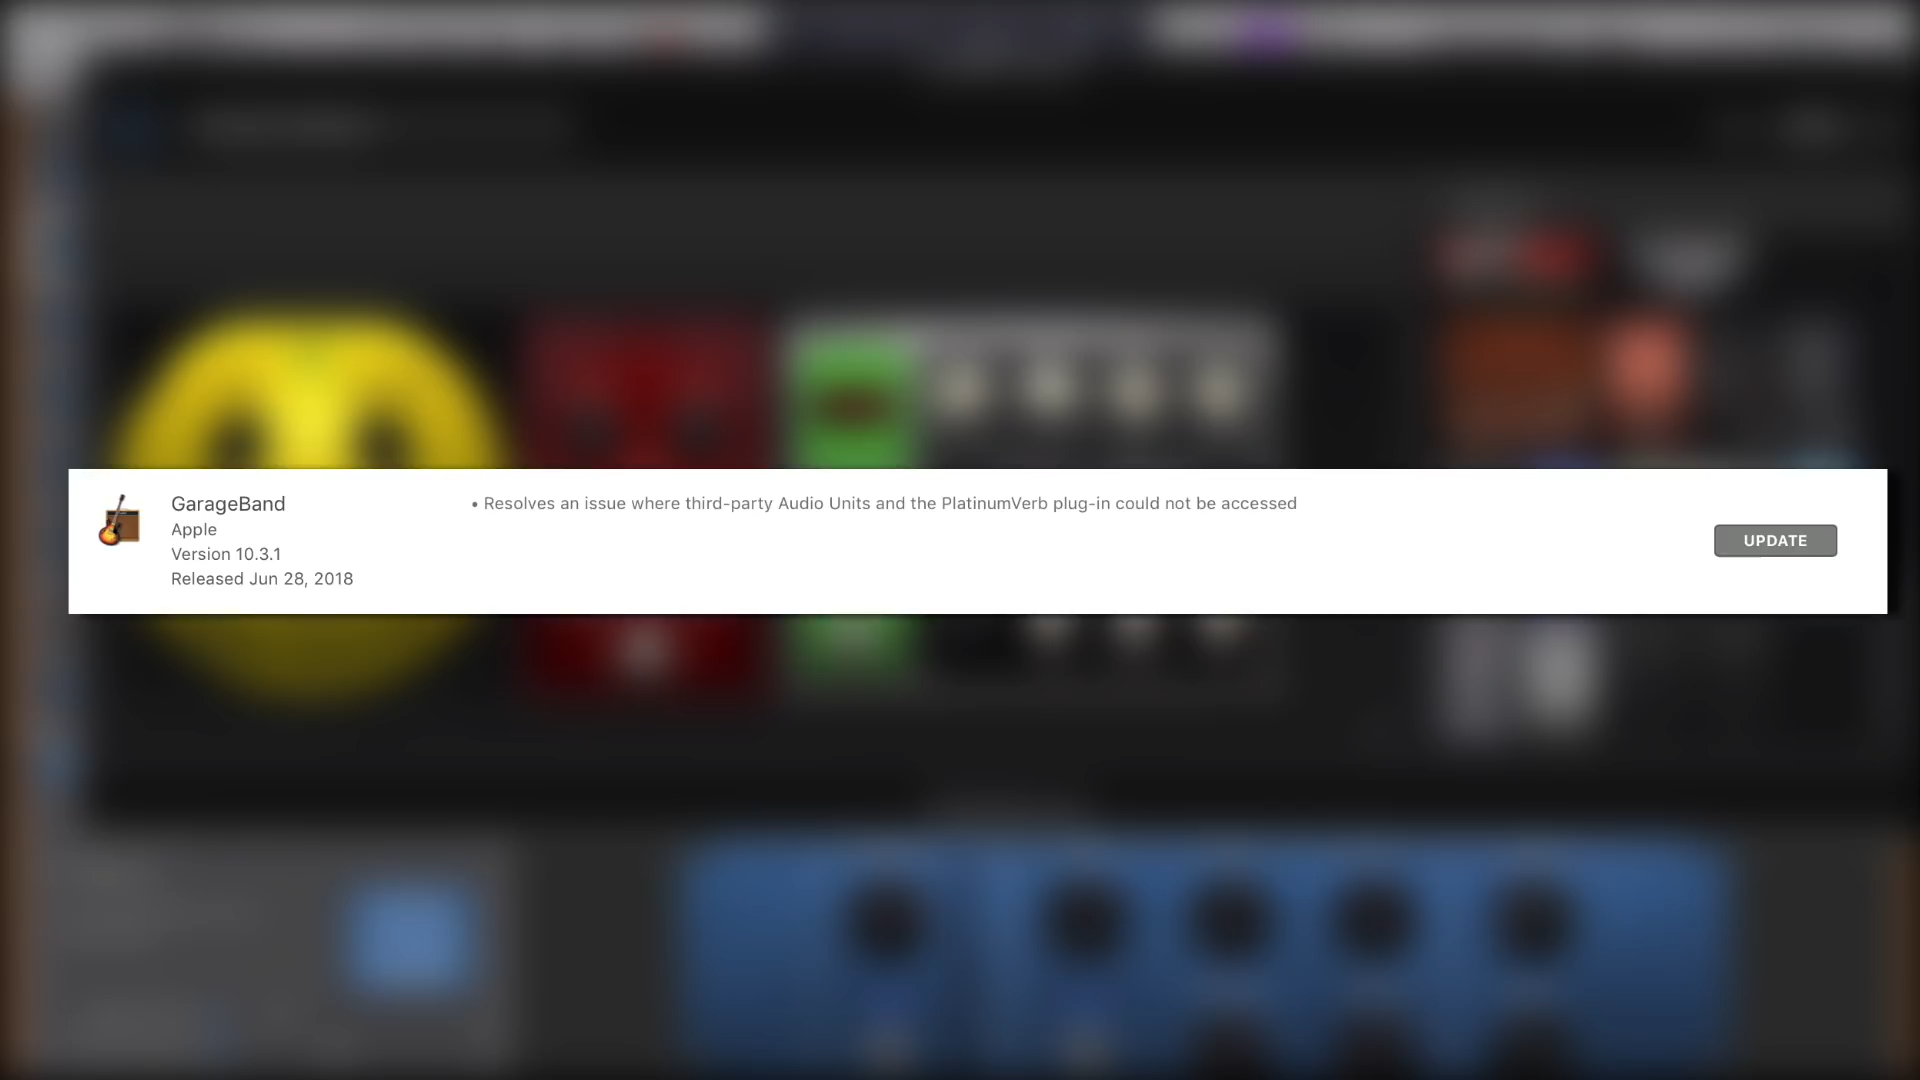 GarageBand
Apple
Version 10.3.1
Released Jun 28, 2018
• Resolves an issue where third-party Audio Units and the PlatinumVerb plug-in could not be accessed
UPDATE